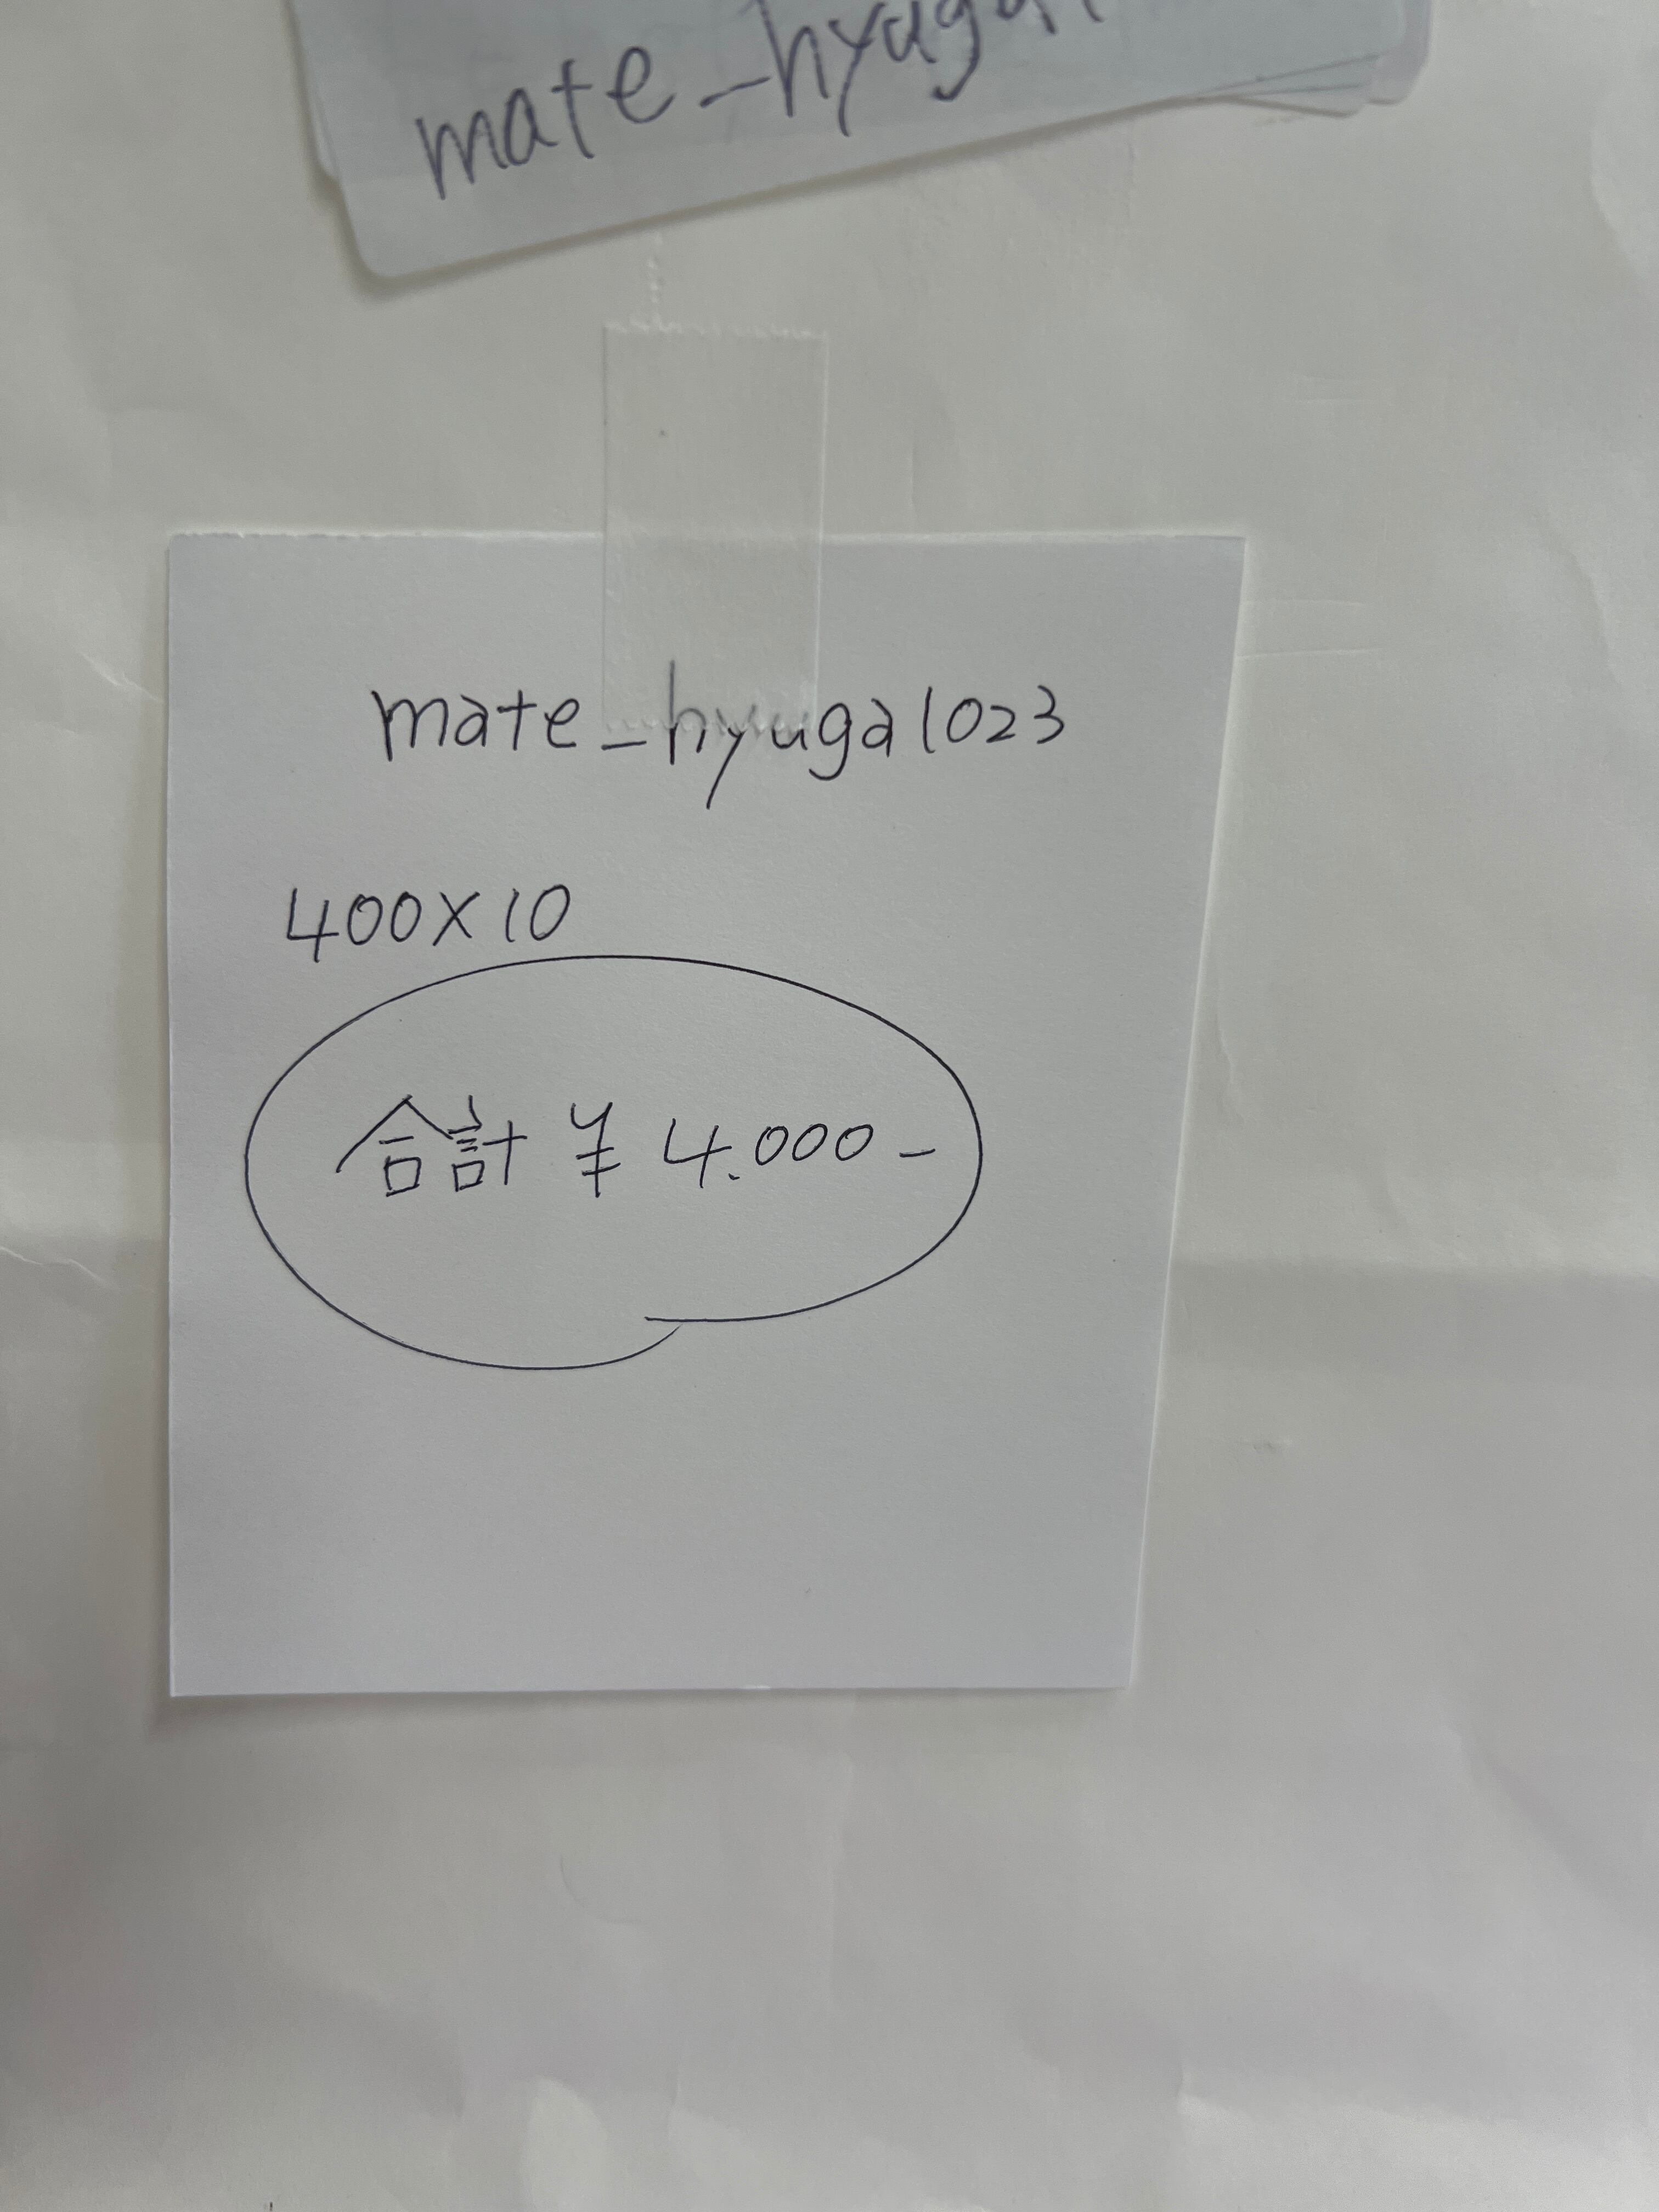 mate_hyuga
mate_hyuga1023
400×10
合計 ¥ 4.000-